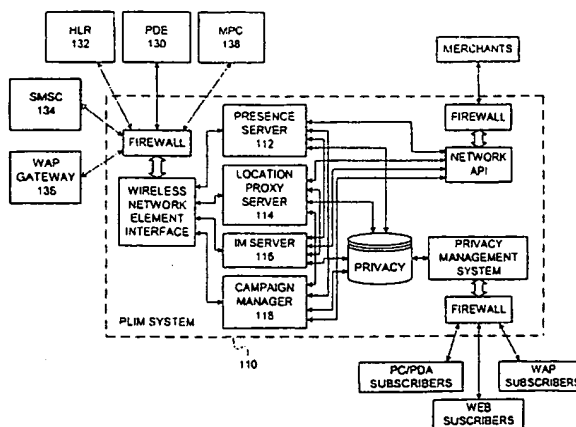 HLR
132
PDE
130
MPC
138
SMSC
134
WAP
GATEWAY
136
MERCHANTS
FIREWALL
FIREWALL
PRESENCE
SERVER
112
NETWORK
API
WIRELESS
NETWORK
ELEMENT
INTERFACE
LOCATION
PROXY
SERVER
114
IM SERVER
116
PRIVACY
PRIVACY
MANAGEMENT
SYSTEM
CAMPAIGN
MANAGER
118
PLIM SYSTEM
FIREWALL
110
PC/PDA
SUBSCRIBERS
WAP
SUBSCRIBERS
WEB
SUSCRIBERS